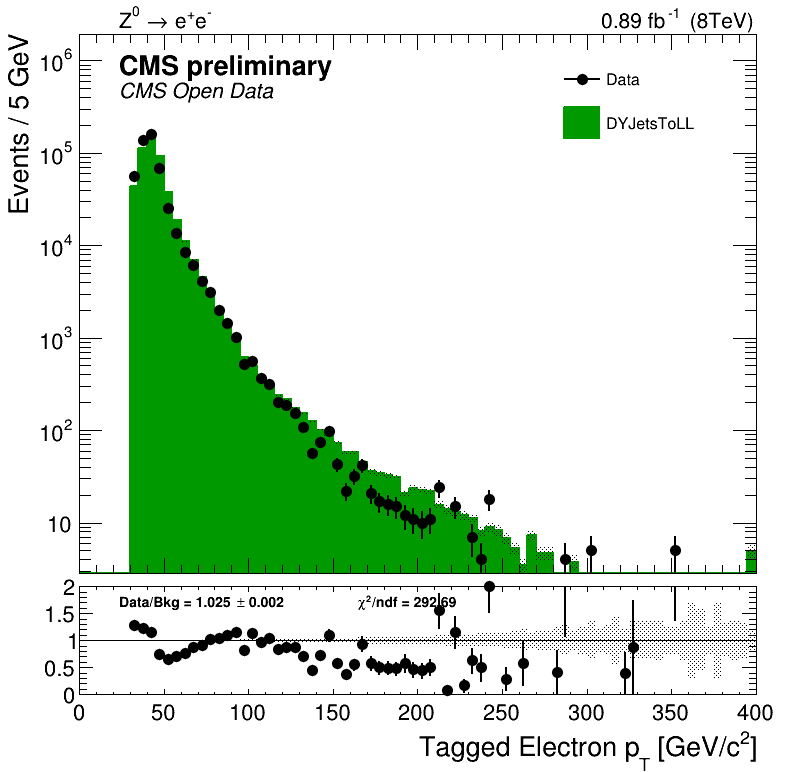 Z⁰ → e⁺e⁻ 0.89 fb⁻¹ (8TeV)
CMS preliminary
CMS Open Data
Data
DYJetsToLL
Events / 5 GeV
10⁶
10⁵
10⁴
10³
10²
10
Data/Bkg = 1.025 ± 0.002 χ²/ndf = 292.69
2
1.5
1
0.5
0
0 50 100 150 200 250 300 350 400
Tagged Electron p_T [GeV/c²]